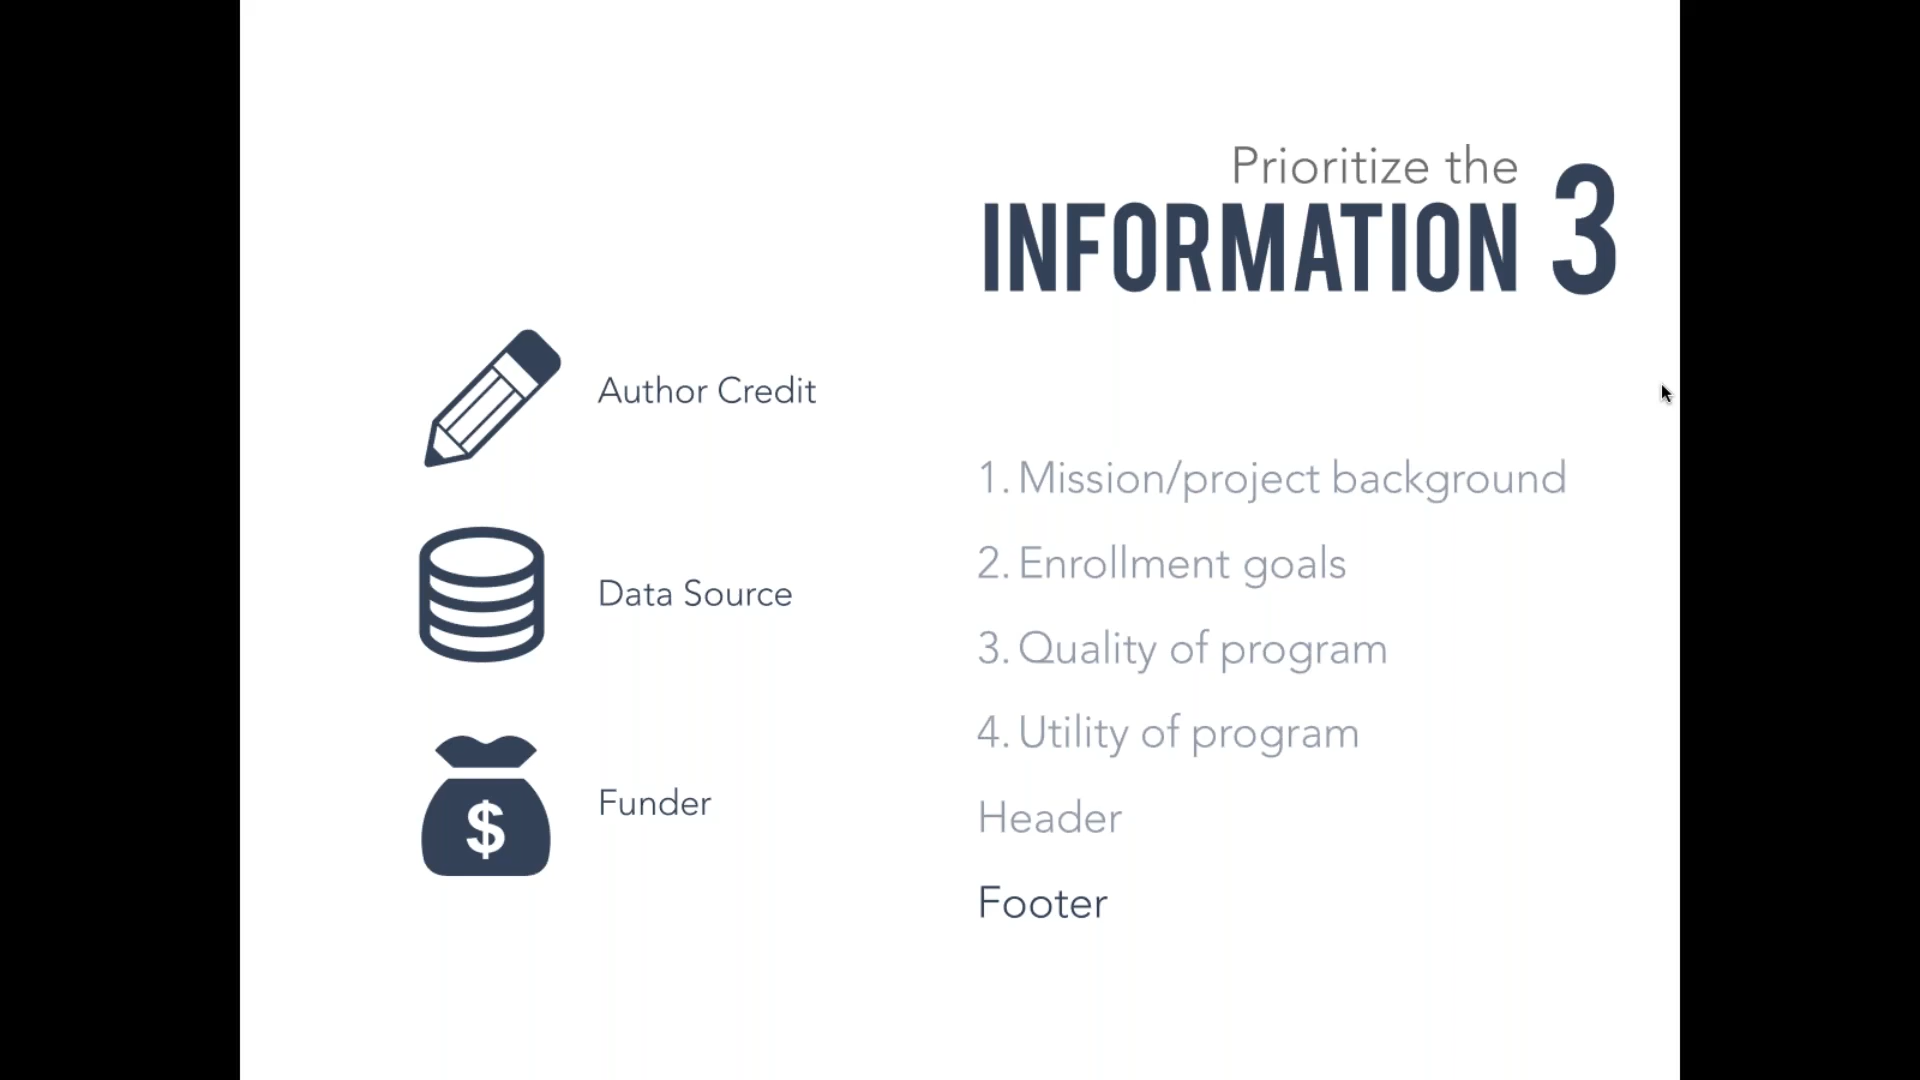 Prioritize the
INFORMATION 3
Author Credit
Data Source
$
Funder
1. Mission/project background
2. Enrollment goals
3. Quality of program
4. Utility of program
Header
Footer